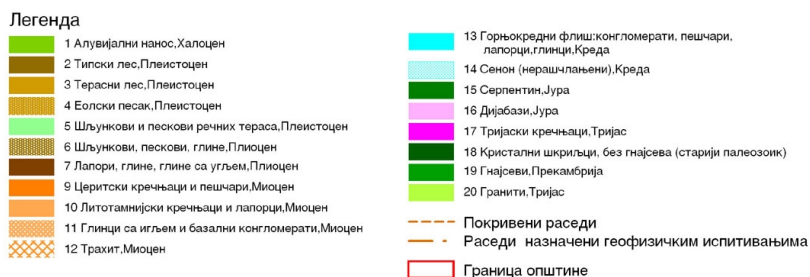 Легенда
1 Алувијални нанос,Халоцен
2 Типски лес,Плеистоцен
3 Терасни лес,Плеистоцен
4 Еолски песак,Плеистоцен
5 Шљункови и пескови речних тераса,Плеистоцен
6 Шљункови, пескови, глине,Плиоцен
7 Лапори, глине, глине са угљем,Плиоцен
9 Церитски кречњаци и пешчари,Миоцен
10 Литотамнијски кречњаци и лапорци,Миоцен
11 Глинци са игљем и базални конгломерати,Миоцен
12 Трахит,Миоцен
13 Горњокредни флиш:конгломерати, пешчари,
лапорци,глинци,Креда
14 Сенон (нерашчлањени),Креда
15 Серпентин,Јура
16 Дијабази,Јура
17 Тријаски кречњаци,Тријас
18 Кристални шкриљци, без гнајсева (старији палеозоик)
19 Гнајсеви,Прекамбрија
20 Гранити,Тријас
Покривени раседи
Раседи назначени геофизичким испитивањима
Граница општине